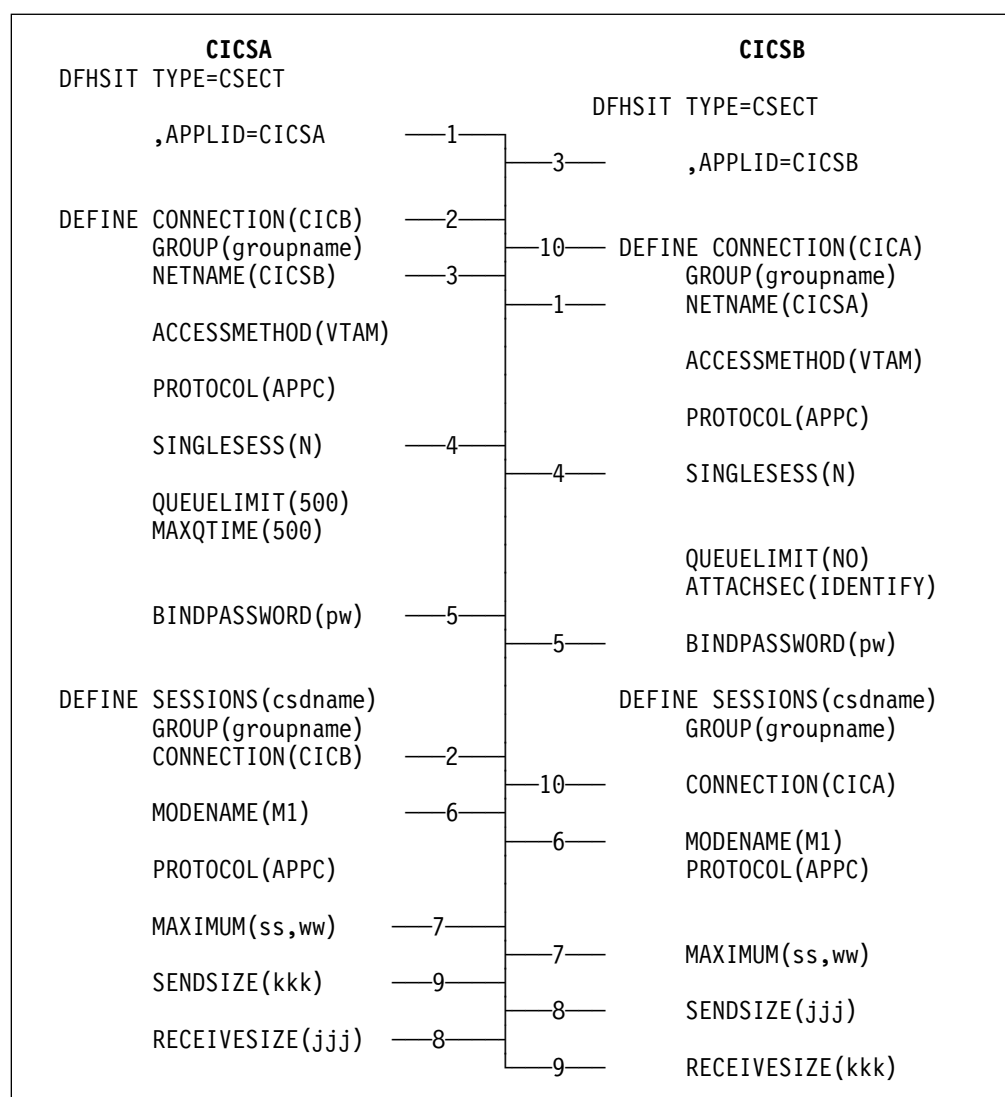 CICSA CICSB
DFHSIT TYPE=CSECT
DFHSIT TYPE=CSECT
,APPLID=CICSA 1
3 ,APPLID=CICSB
DEFINE CONNECTION(CICB) 2
GROUP(groupname) 10 DEFINE CONNECTION(CICA)
NETNAME(CICSB) 3 GROUP(groupname)
1 NETNAME(CICSA)
ACCESSMETHOD(VTAM)
ACCESSMETHOD(VTAM)
PROTOCOL(APPC)
PROTOCOL(APPC)
SINGLESESS(N) 4
4 SINGLESESS(N)
QUEUELIMIT(500)
MAXQTIME(500)
QUEUELIMIT(NO)
ATTACHSEC(IDENTIFY)
BINDPASSWORD(pw) 5
5 BINDPASSWORD(pw)
DEFINE SESSIONS(csdname) DEFINE SESSIONS(csdname)
GROUP(groupname) GROUP(groupname)
CONNECTION(CICB) 2
10 CONNECTION(CICA)
MODENAME(M1) 6
6 MODENAME(M1)
PROTOCOL(APPC) PROTOCOL(APPC)
MAXIMUM(ss,ww) 7
7 MAXIMUM(ss,ww)
SENDSIZE(kkk) 9
8 SENDSIZE(jjj)
RECEIVESIZE(jjj) 8
9 RECEIVESIZE(kkk)